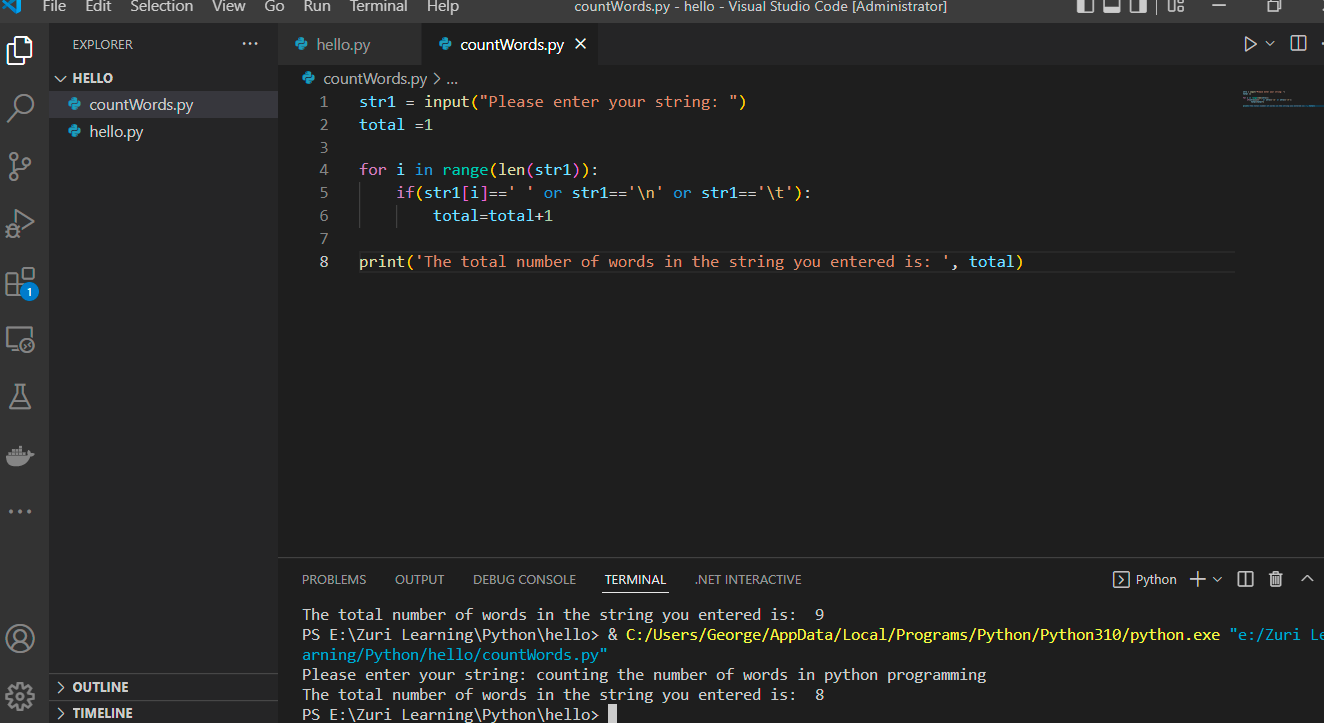 File Edit Selection View Go Run Terminal Help countWords.py - hello - Visual Studio Code [Administrator]
EXPLORER ...
HELLO
countWords.py
hello.py
1
OUTLINE
TIMELINE
hello.py countWords.py
countWords.py > ...
1 str1 = input("Please enter your string: ")
2 total =1
3
4 for i in range(len(str1)):
5 if(str1[i]==' ' or str1=='\n' or str1=='\t'):
6 total=total+1
7
8 print('The total number of words in the string you entered is: ', total)
PROBLEMS OUTPUT DEBUG CONSOLE TERMINAL .NET INTERACTIVE Python
The total number of words in the string you entered is:  9
PS E:\Zuri Learning\Python\hello> & C:/Users/George/AppData/Local/Programs/Python/Python310/python.exe "e:/Zuri Le
arning/Python/hello/countWords.py"
Please enter your string: counting the number of words in python programming
The total number of words in the string you entered is:  8
PS E:\Zuri Learning\Python\hello>